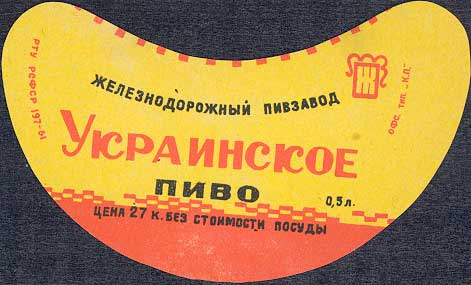 ЖЕЛЕЗНОДОРОЖНЫЙ ПИВЗАВОД
УКРАИНСКОЕ
ПИВО
0,5 л.
ЦЕНА 27 к. БЕЗ СТОИМОСТИ ПОСУДЫ
РТУ РСФСР 197-61
ОФС. ТИП. „К.П."